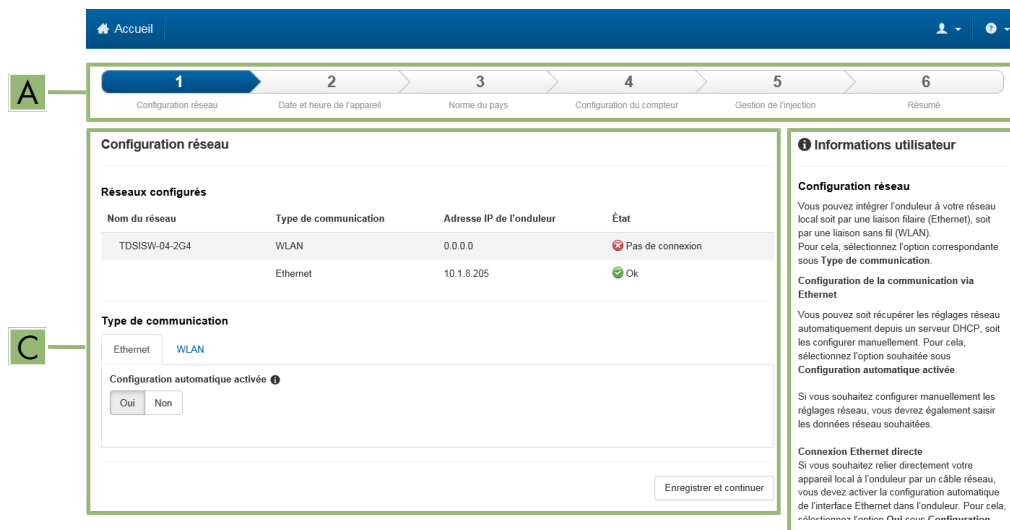 Accueil
A
1 2 3 4 5 6
Configuration réseau Date et heure de l'appareil Norme du pays Configuration du compteur Gestion de l'injection Résumé
C
Configuration réseau
Réseaux configurés
Nom du réseau Type de communication Adresse IP de l'onduleur État
TDSISW-04-2G4 WLAN 0.0.0.0 Pas de connexion
Ethernet 10.1.8.205 Ok
Type de communication
Ethernet WLAN
Configuration automatique activée
Oui Non
Enregistrer et continuer
Informations utilisateur
Configuration réseau
Vous pouvez intégrer l'onduleur à votre réseau
local soit par une liaison filaire (Ethernet), soit
par une liaison sans fil (WLAN).
Pour cela, sélectionnez l'option correspondante
sous Type de communication.
Configuration de la communication via
Ethernet
Vous pouvez soit récupérer les réglages réseau
automatiquement depuis un serveur DHCP, soit
les configurer manuellement. Pour cela,
sélectionnez l'option souhaitée sous
Configuration automatique activée.
Si vous souhaitez configurer manuellement les
réglages réseau, vous devrez également saisir
les données réseau souhaitées.
Connexion Ethernet directe
Si vous souhaitez relier directement votre
appareil local à l'onduleur par un câble réseau,
vous devez activer la configuration automatique
de l'interface Ethernet dans l'onduleur. Pour cela,
sélectionnez l'option Oui sous Configuration